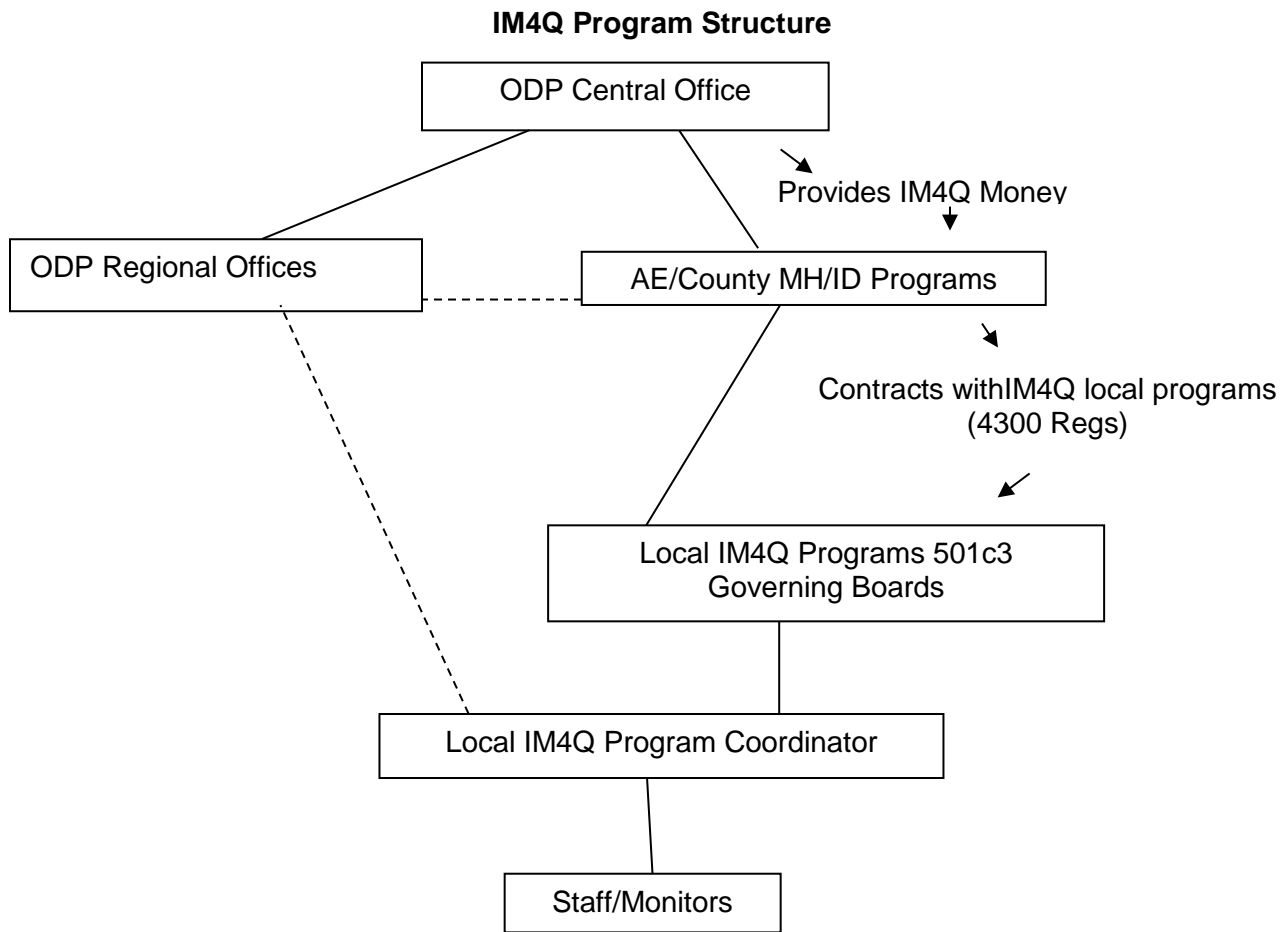 IM4Q Program Structure
ODP Central Office
Provides IM4Q Money
ODP Regional Offices
AE/County MH/ID Programs
Contracts withIM4Q local programs
(4300 Regs)
Local IM4Q Programs 501c3
Governing Boards
Local IM4Q Program Coordinator
Staff/Monitors